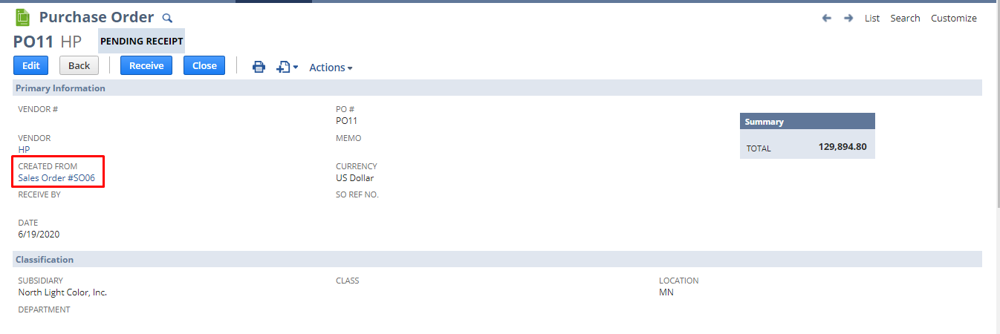 Purchase Order
List Search Customize
PO11 HP PENDING RECEIPT
Edit Back Receive Close Actions
Primary Information
VENDOR #
PO #
PO11
Summary
TOTAL 129,894.80
VENDOR
HP
MEMO
CREATED FROM
Sales Order #SO06
CURRENCY
US Dollar
RECEIVE BY
SO REF NO.
DATE
6/19/2020
Classification
SUBSIDIARY
North Light Color, Inc.
CLASS
LOCATION
MN
DEPARTMENT